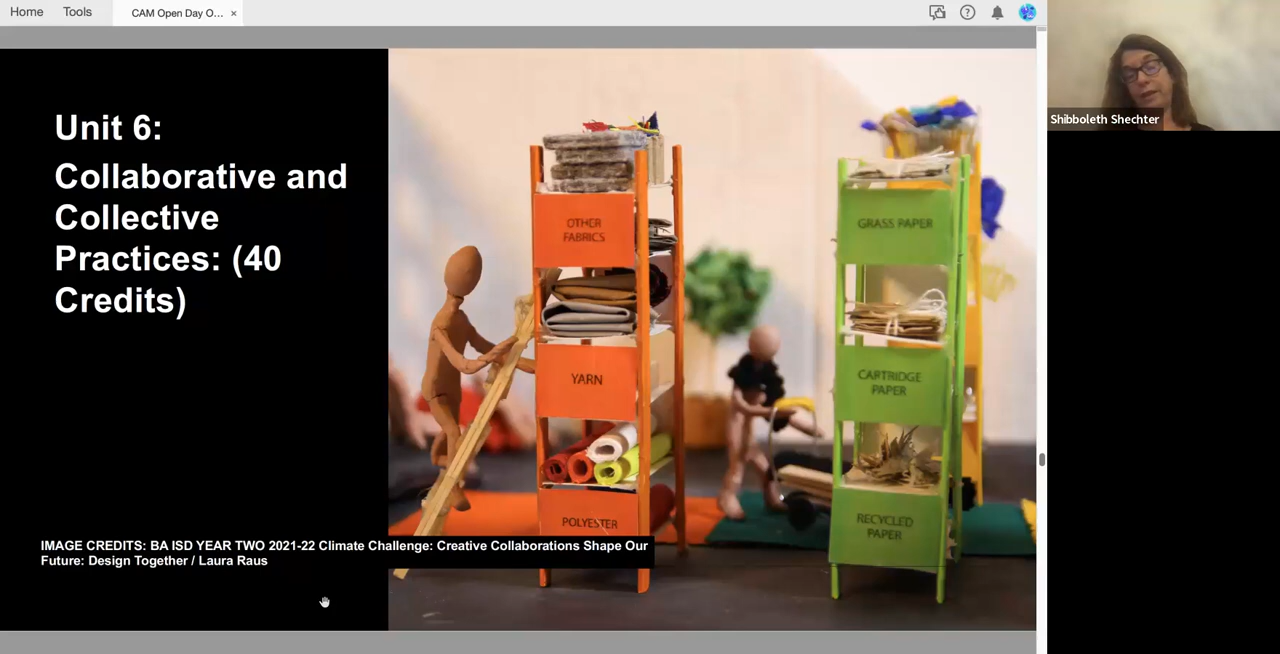 Home Tools CAM Open Day O... ×
Shibboleth Shechter
Unit 6:
Collaborative and
Collective
Practices: (40
Credits)
OTHER
FABRICS
YARN
POLYESTER
GRASS PAPER
CARTRIDGE
PAPER
RECYCLED
PAPER
IMAGE CREDITS: BA ISD YEAR TWO 2021-22 Climate Challenge: Creative Collaborations Shape Our
Future: Design Together / Laura Raus